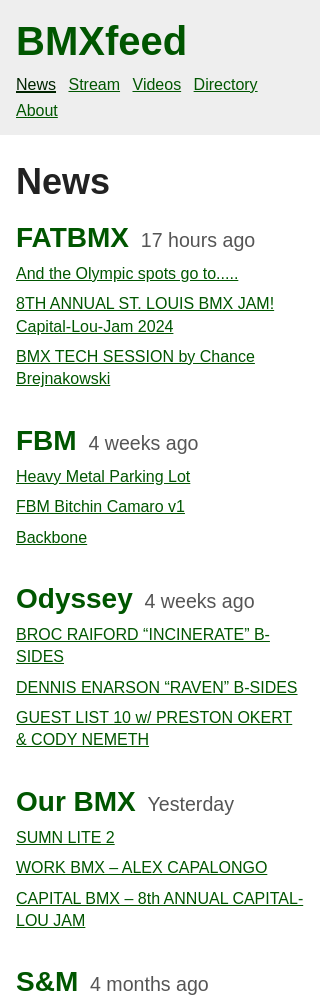 BMXfeed
News Stream Videos Directory
About
News
FATBMX 17 hours ago
And the Olympic spots go to.....
8TH ANNUAL ST. LOUIS BMX JAM!
Capital-Lou-Jam 2024
BMX TECH SESSION by Chance
Brejnakowski
FBM 4 weeks ago
Heavy Metal Parking Lot
FBM Bitchin Camaro v1
Backbone
Odyssey 4 weeks ago
BROC RAIFORD “INCINERATE” B-
SIDES
DENNIS ENARSON “RAVEN” B-SIDES
GUEST LIST 10 w/ PRESTON OKERT
& CODY NEMETH
Our BMX Yesterday
SUMN LITE 2
WORK BMX – ALEX CAPALONGO
CAPITAL BMX – 8th ANNUAL CAPITAL-
LOU JAM
S&M 4 months ago